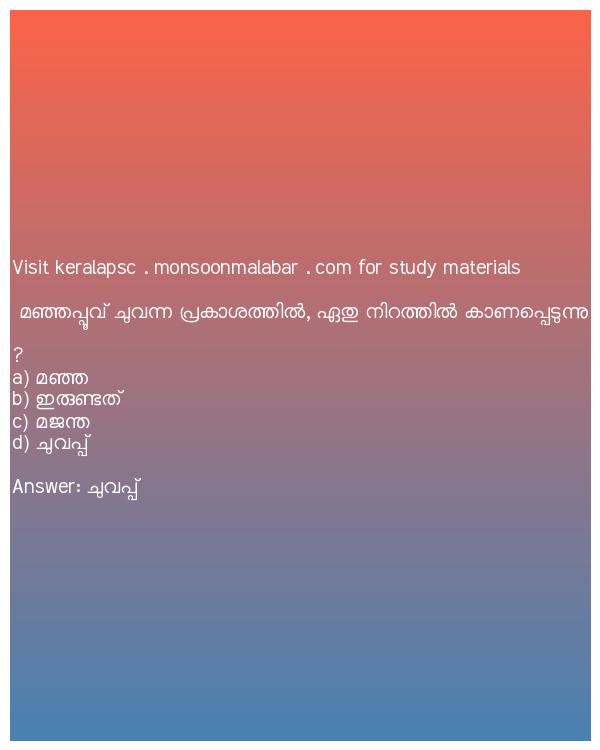 Visit keralapsc . monsoonmalabar . com for study materials
മഞ്ഞപ്പൂവ് ചുവന്ന പ്രകാശത്തിൽ, ഏതു നിറത്തിൽ കാണപ്പെടുന്നു
?
a) മഞ്ഞ
b) ഇരുണ്ടത്
c) മജന്ത
d) ചുവപ്പ്
Answer: ചുവപ്പ്